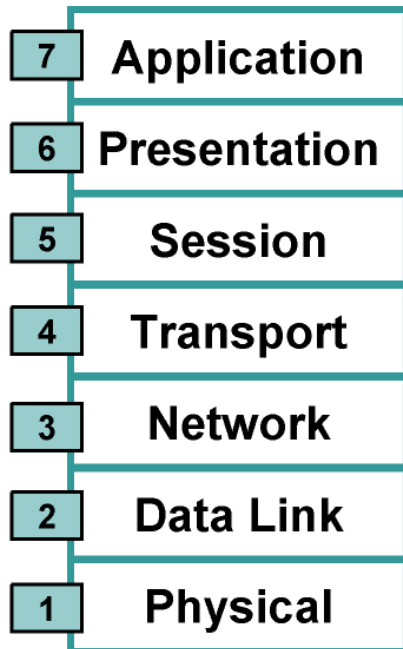 7 Application
6 Presentation
5 Session
4 Transport
3 Network
2 Data Link
1 Physical